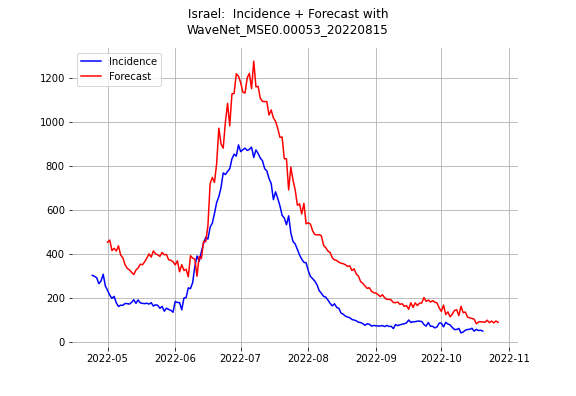 Israel:  Incidence + Forecast with
WaveNet_MSE0.00053_20220815
Incidence
Forecast
1200
1000
800
600
400
200
0
2022-05 2022-06 2022-07 2022-08 2022-09 2022-10 2022-11